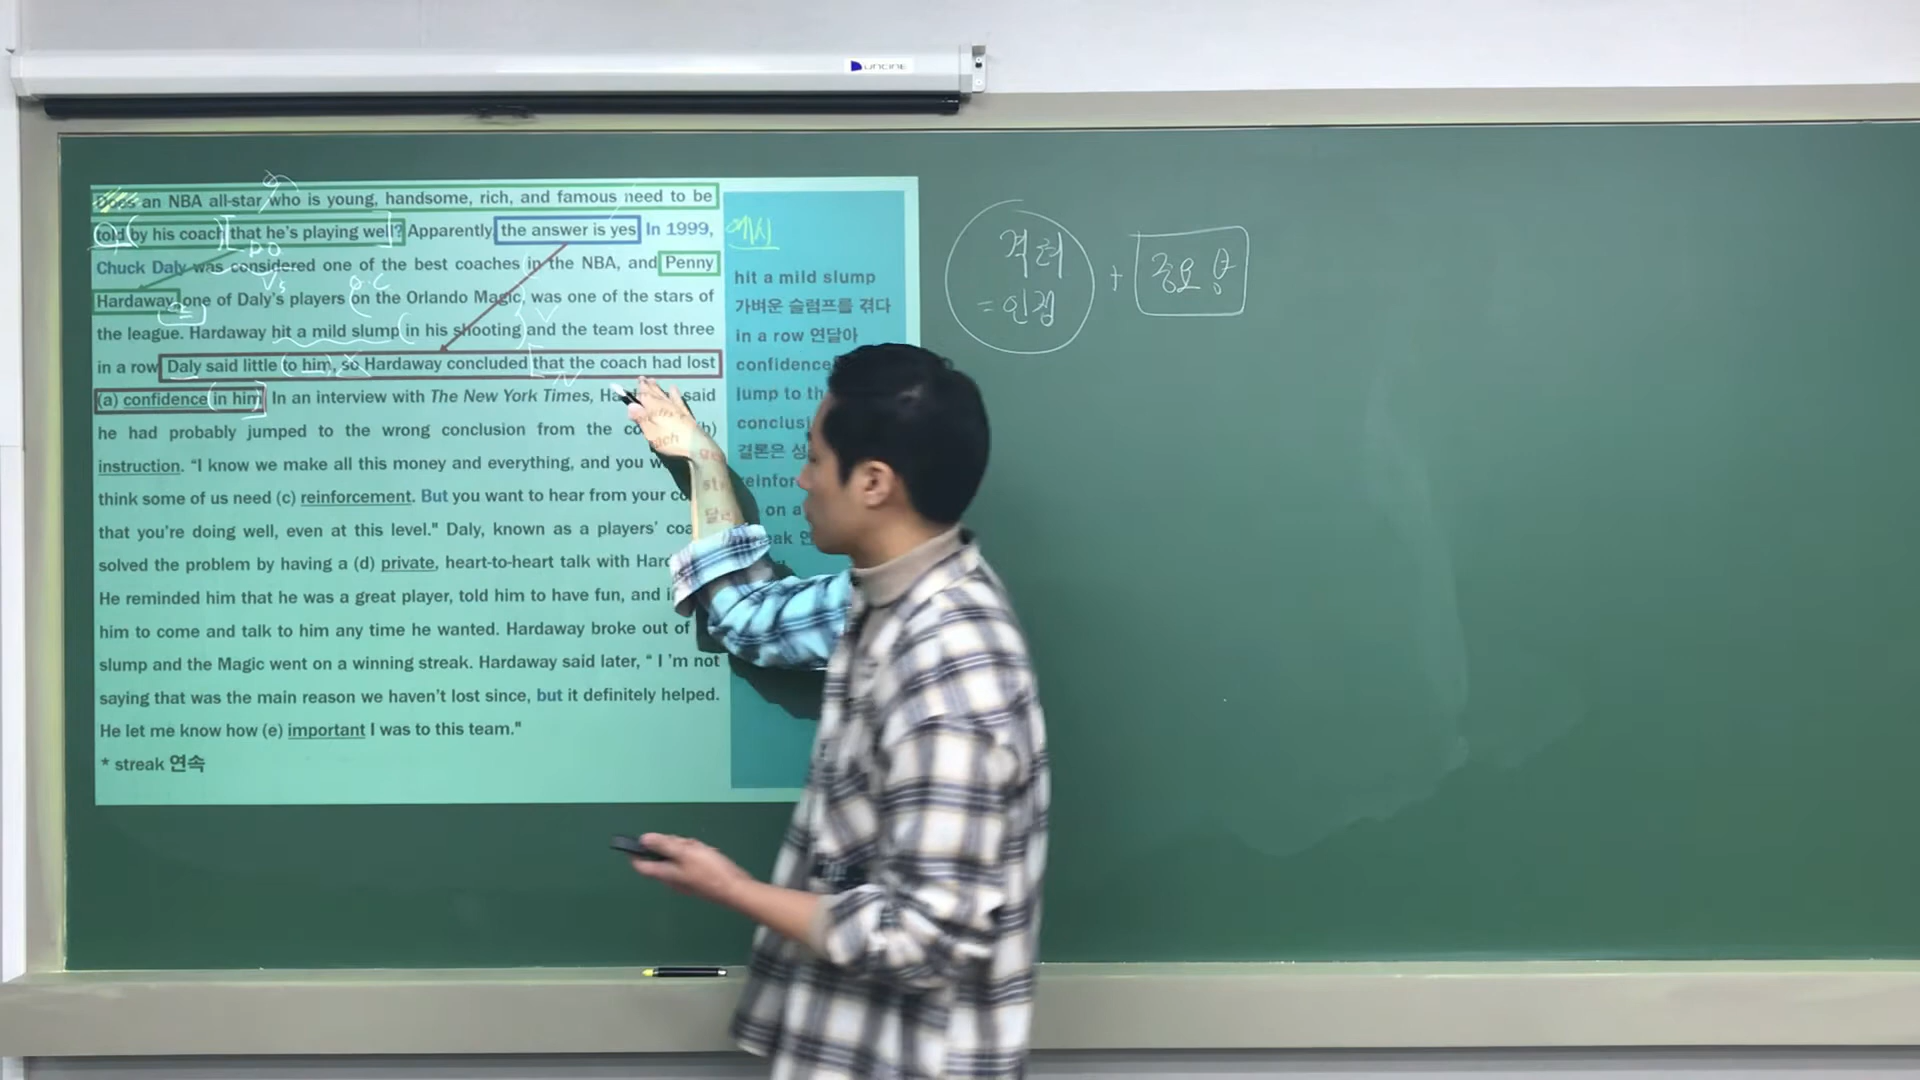 Does an NBA all-star who is young, handsome, rich, and famous need to be
told by his coach that he's playing well? Apparently, the answer is yes In 1999,
Chuck Daly was considered one of the best coaches in the NBA, and Penny
Hardaway, one of Daly's players on the Orlando Magic, was one of the stars of
the league. Hardaway hit a mild slump in his shooting and the team lost three
in a row Daly said little to him, so Hardaway concluded that the coach had lost
(a) confidence in him In an interview with The New York Times, said
he had probably jumped to the wrong conclusion from the (b)
instruction. “I know we make all this money and everything, and you
think some of us need (c) reinforcement. But you want to hear from your
that you're doing well, even at this level." Daly, known as a players'
solved the problem by having a (d) private, heart-to-heart talk with
He reminded him that he was a great player, told him to have fun, and
him to come and talk to him any time he wanted. Hardaway broke out of
slump and the Magic went on a winning streak. Hardaway said later, “ I 'm not
saying that was the main reason we haven't lost since, but it definitely helped.
He let me know how (e) important I was to this team."
* streak 연속
예시
hit a mild slump
가벼운 슬럼프를 겪다
in a row 연달아
confidence
jump to
결론은
on a
격려
= 인정
+ 중요성